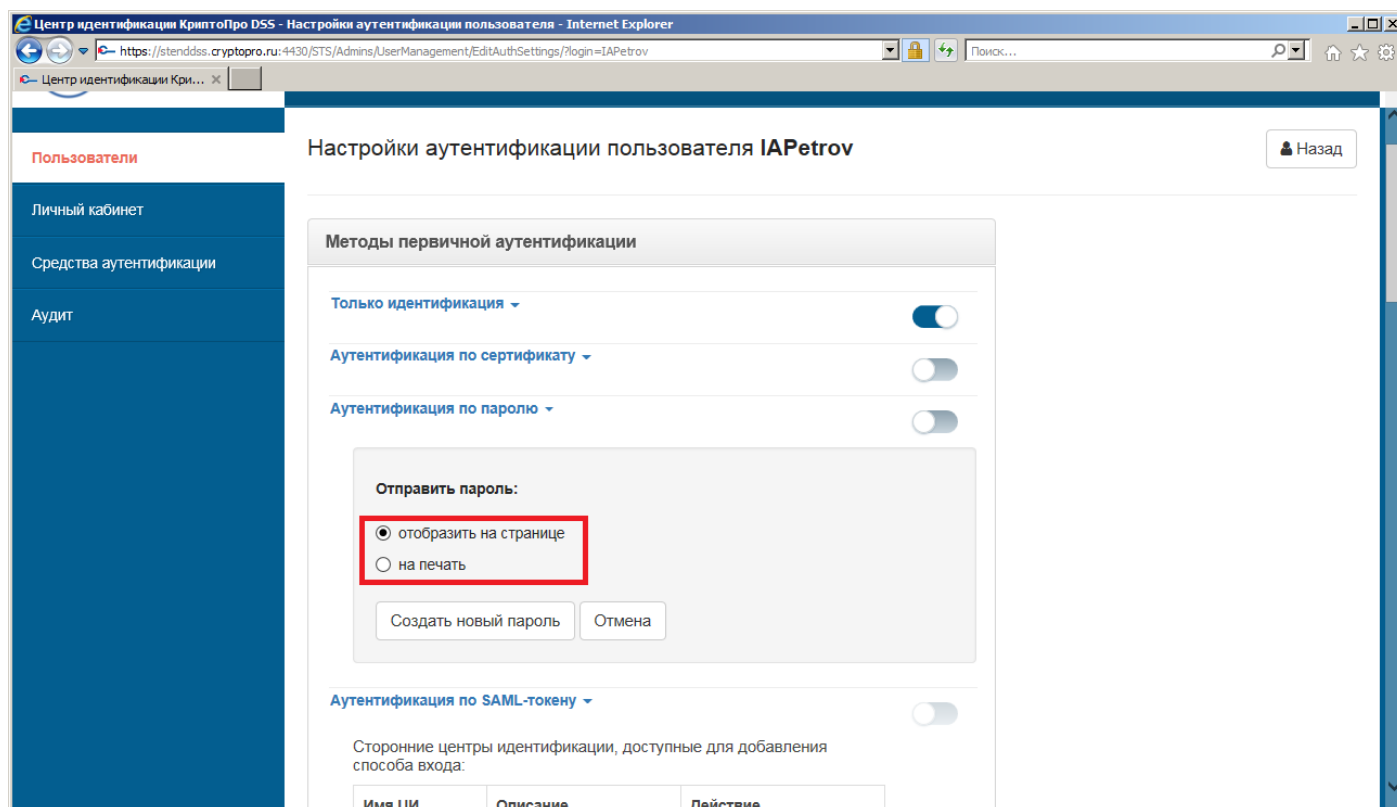 Центр идентификации КриптоПро DSS - Настройки аутентификации пользователя - Internet Explorer
https://stenddss.cryptopro.ru:4430/STS/Admins/UserManagement/EditAuthSettings/?login=IAPetrov
Поиск...
Центр идентификации Кри...
Пользователи
Настройки аутентификации пользователя IAPetrov
Назад
Личный кабинет
Средства аутентификации
Аудит
Методы первичной аутентификации
Только идентификация
Аутентификация по сертификату
Аутентификация по паролю
Отправить пароль:
отобразить на странице
на печать
Создать новый пароль
Отмена
Аутентификация по SAML-токену
Сторонние центры идентификации, доступные для добавления
способа входа:
Имя ЦИ Описание Действие